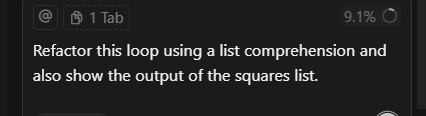 @ 1 Tab 9.1%
Refactor this loop using a list comprehension and
also show the output of the squares list.